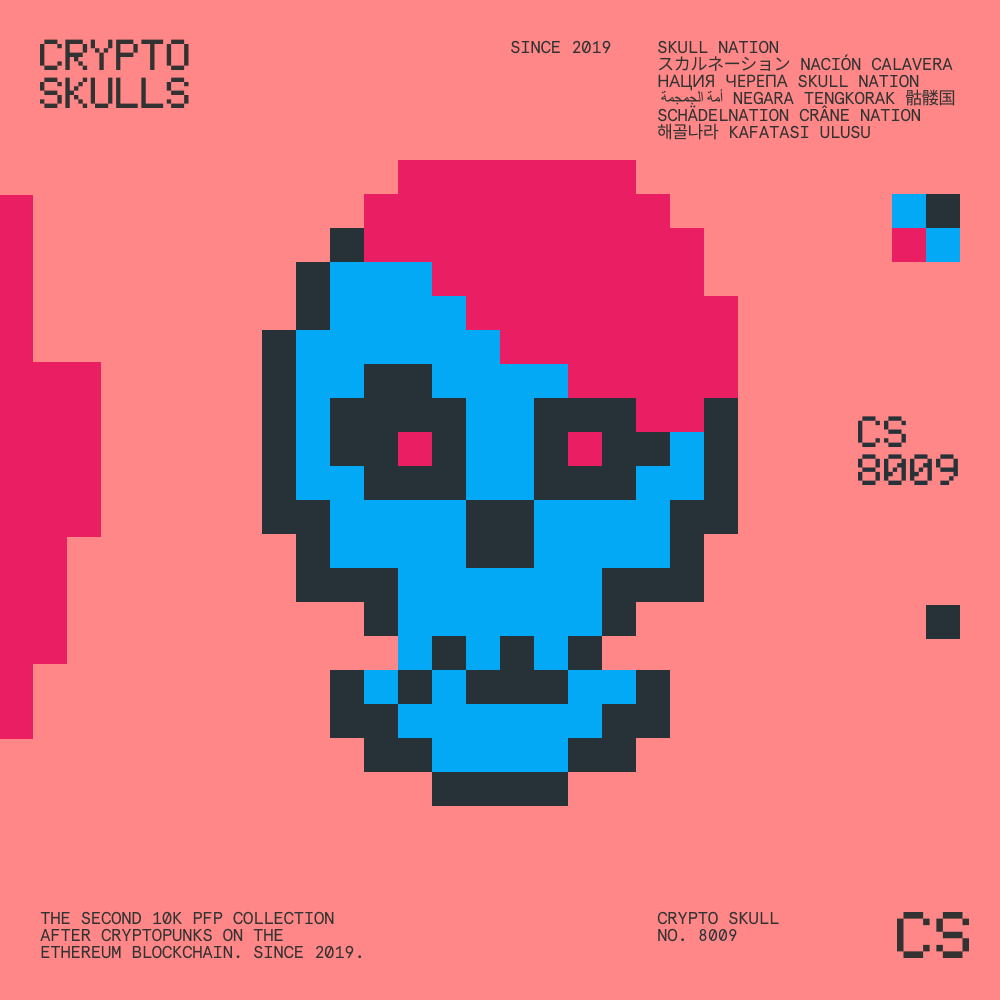 CRYPTO
SKULLS
SINCE 2019
SKULL NATION
スカルネーション NACIÓN CALAVERA
НАЦИЯ ЧЕРЕПА SKULL NATION
أمة الجمجمة NEGARA TENGKORAK 骷髅国
SCHÄDELNATION CRÂNE NATION
해골나라 KAFATASI ULUSU
CS
8009
THE SECOND 10K PFP COLLECTION
AFTER CRYPTOPUNKS ON THE
ETHEREUM BLOCKCHAIN. SINCE 2019.
CRYPTO SKULL
NO. 8009
CS